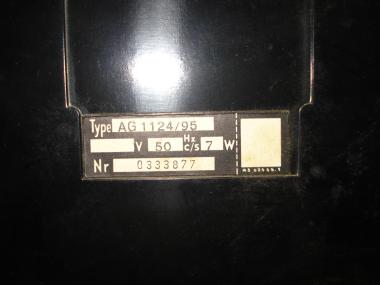 Type AG 1124/95
V 50 Hz C/S 7 W
Nr 0333877